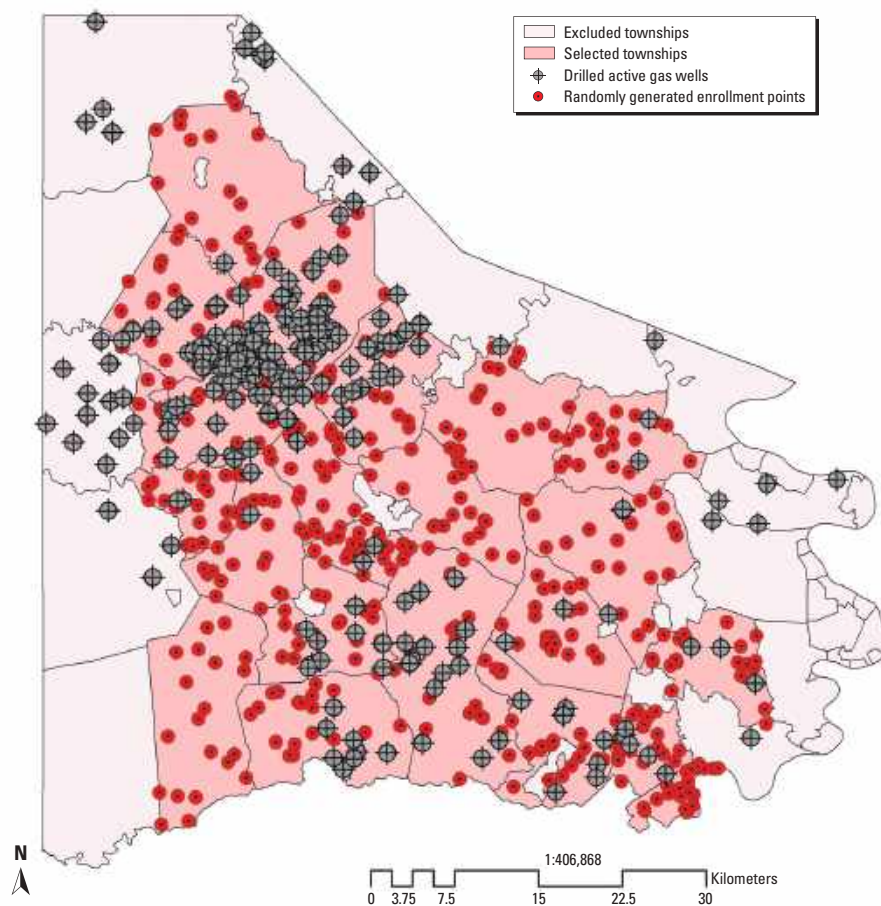 Excluded townships
Selected townships
Drilled active gas wells
Randomly generated enrollment points
N
1:406,868
Kilometers
0 3.75 7.5 15 22.5 30